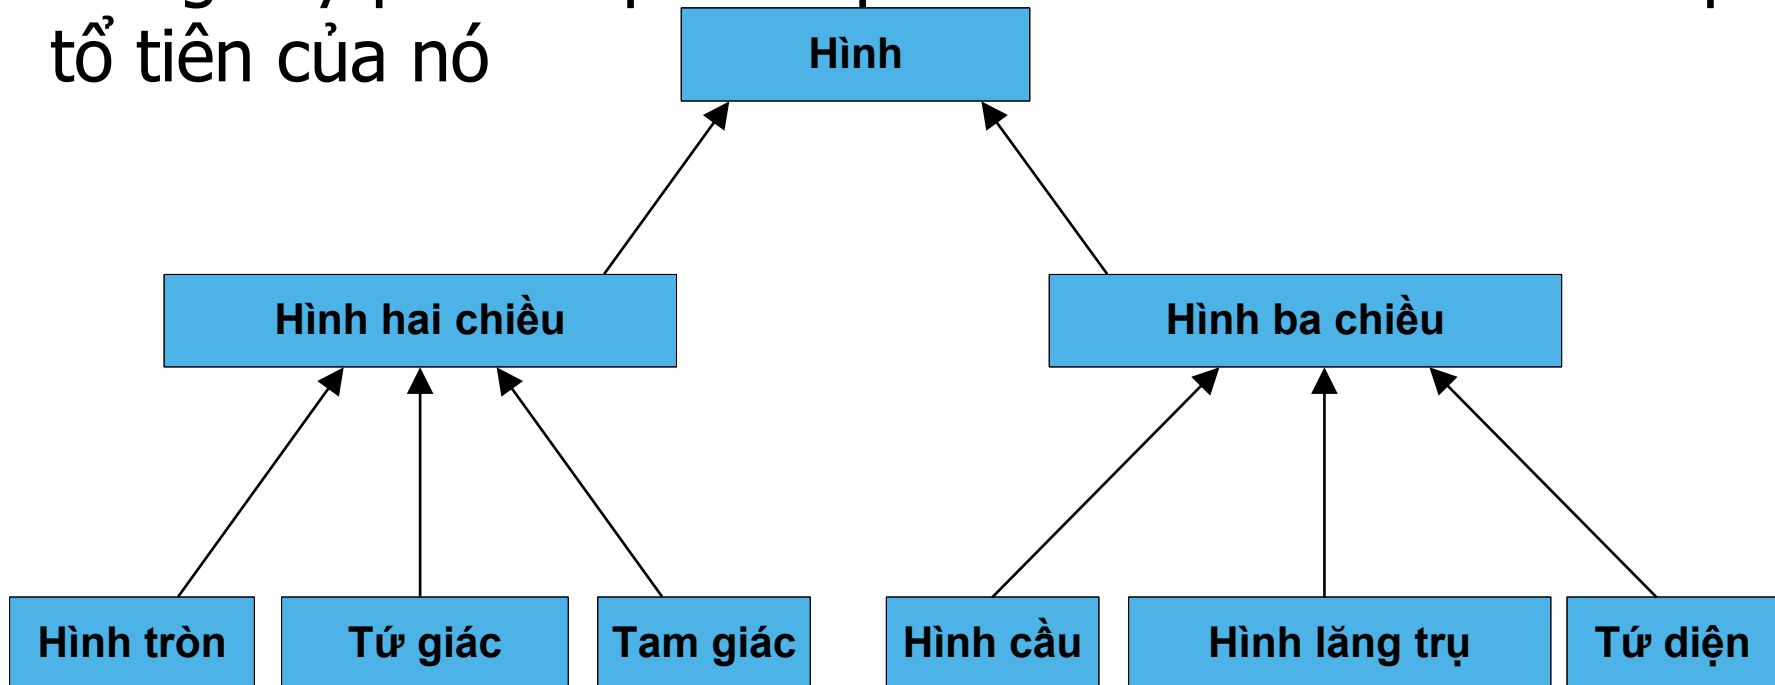 tổ tiên của nó
Hình
Hình hai chiều
Hình ba chiều
Hình tròn
Tứ giác
Tam giác
Hình cầu
Hình lăng trụ
Tứ diện